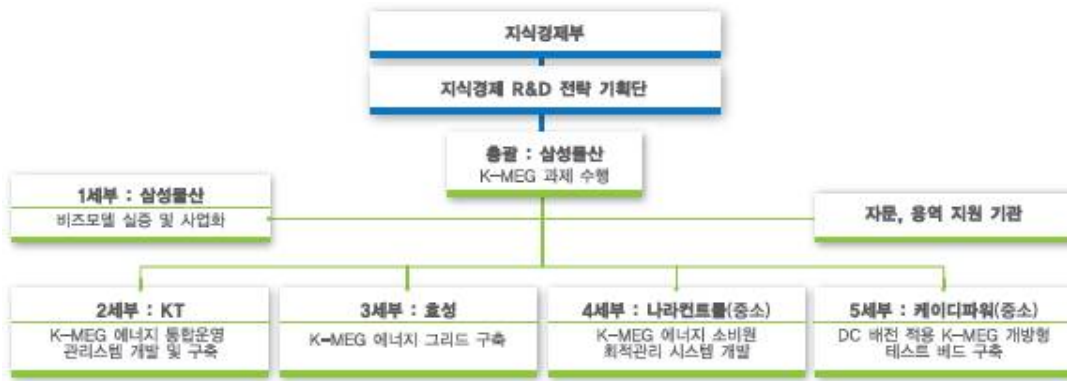 지식경제부
지식경제 R&D 전략 기획단
총괄 : 삼성물산
K-MEG 과제 수행
1세부 : 삼성물산
비즈모델 실증 및 사업화
자문, 용역 지원 기관
2세부 : KT
K-MEG 에너지 통합운영
관리스템 개발 및 구축
3세부 : 효성
K-MEG 에너지 그리드 구축
4세부 : 나라컨트롤(중소)
K-MEG 에너지 소비원
최적관리 시스템 개발
5세부 : 케이디파워(중소)
DC 배전 적용 K-MEG 개방형
테스트 베드 구축